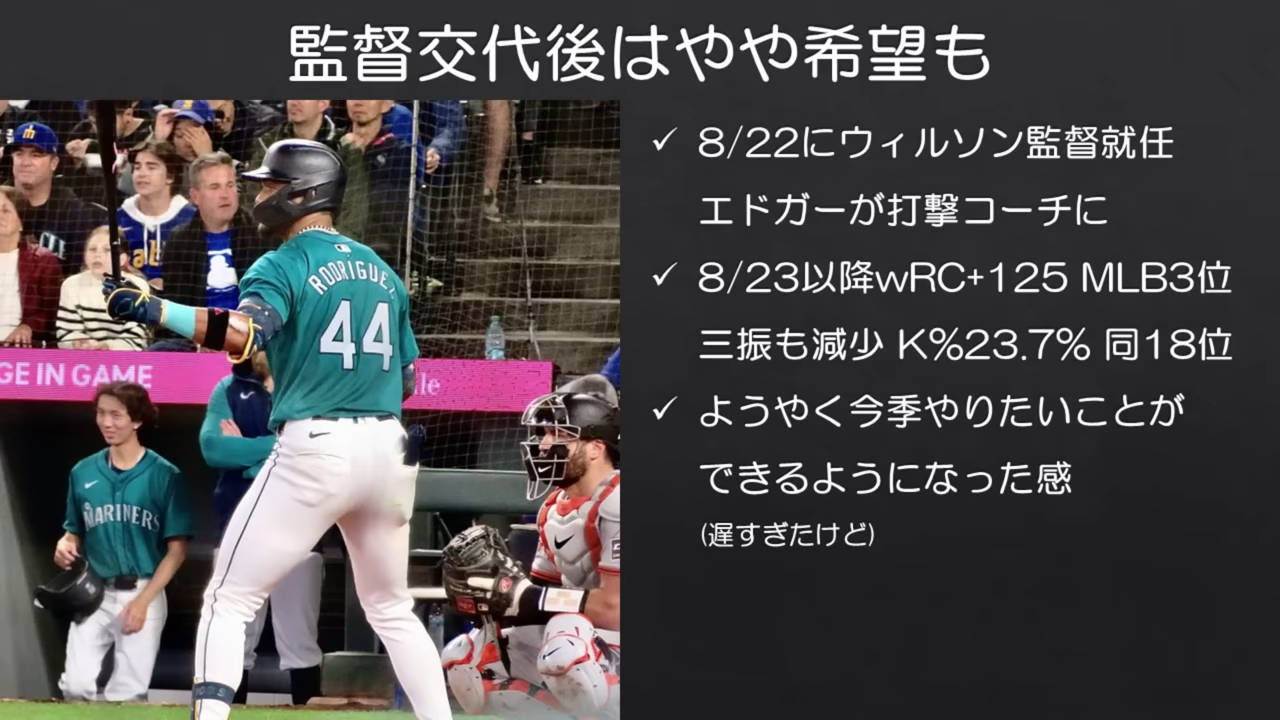 監督交代後はやや希望も
✓ 8/22にウィルソン監督就任
エドガーが打撃コーチに
✓ 8/23以降wRC+125 MLB3位
三振も減少 K%23.7% 同18位
✓ ようやく今季やりたいことが
できるようになった感
(遅すぎたけど)
RODRÍGUEZ
44
GE IN GAME
MARINERS